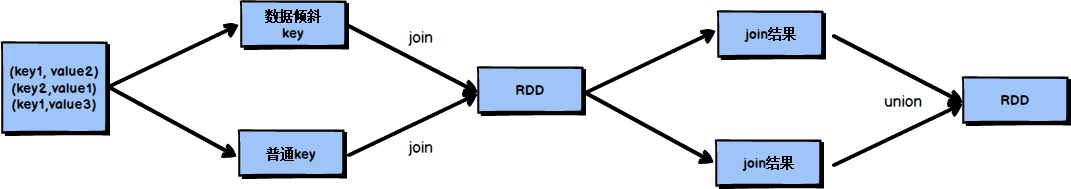 (key1, value2)
(key2,value1)
(key1,value3)
数据倾斜
key
普通key
join
join
RDD
join结果
join结果
union
RDD